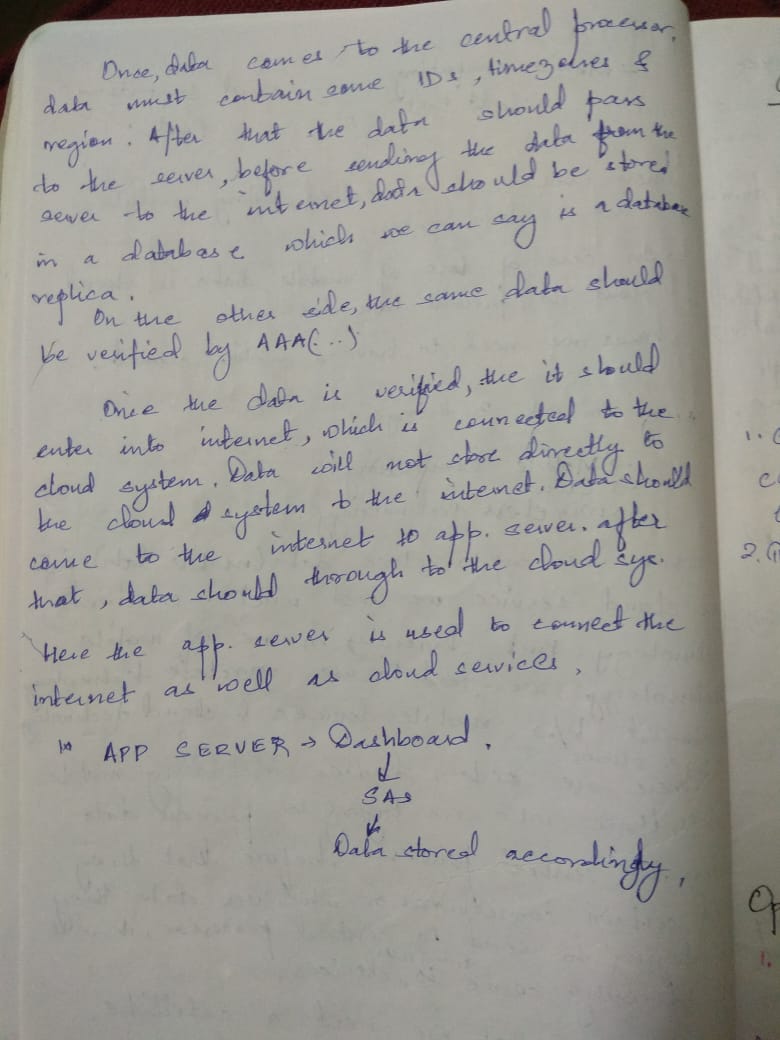 Once, data comes to the central processor,
data must contain some IDs, timezones &
region. After that the data should pass
to the server, before sending the data from the
server to the internet, data should be stored
in a database which we can say is a database
replica.
On the other side, the same data should
be verified by AAA(...)
Once the data is verified, the it should
enter into internet, which is connected to the
cloud system. Data will not store directly to
the cloud system to the internet. Data should
come to the internet to app. server. after
that, data should through to the cloud sys.
Here the app. server is used to connect the
internet as well as cloud services,
APP SERVER → Dashboard.
↓
SAS
↓
Data stored accordingly,
1.
2.
Op
1.